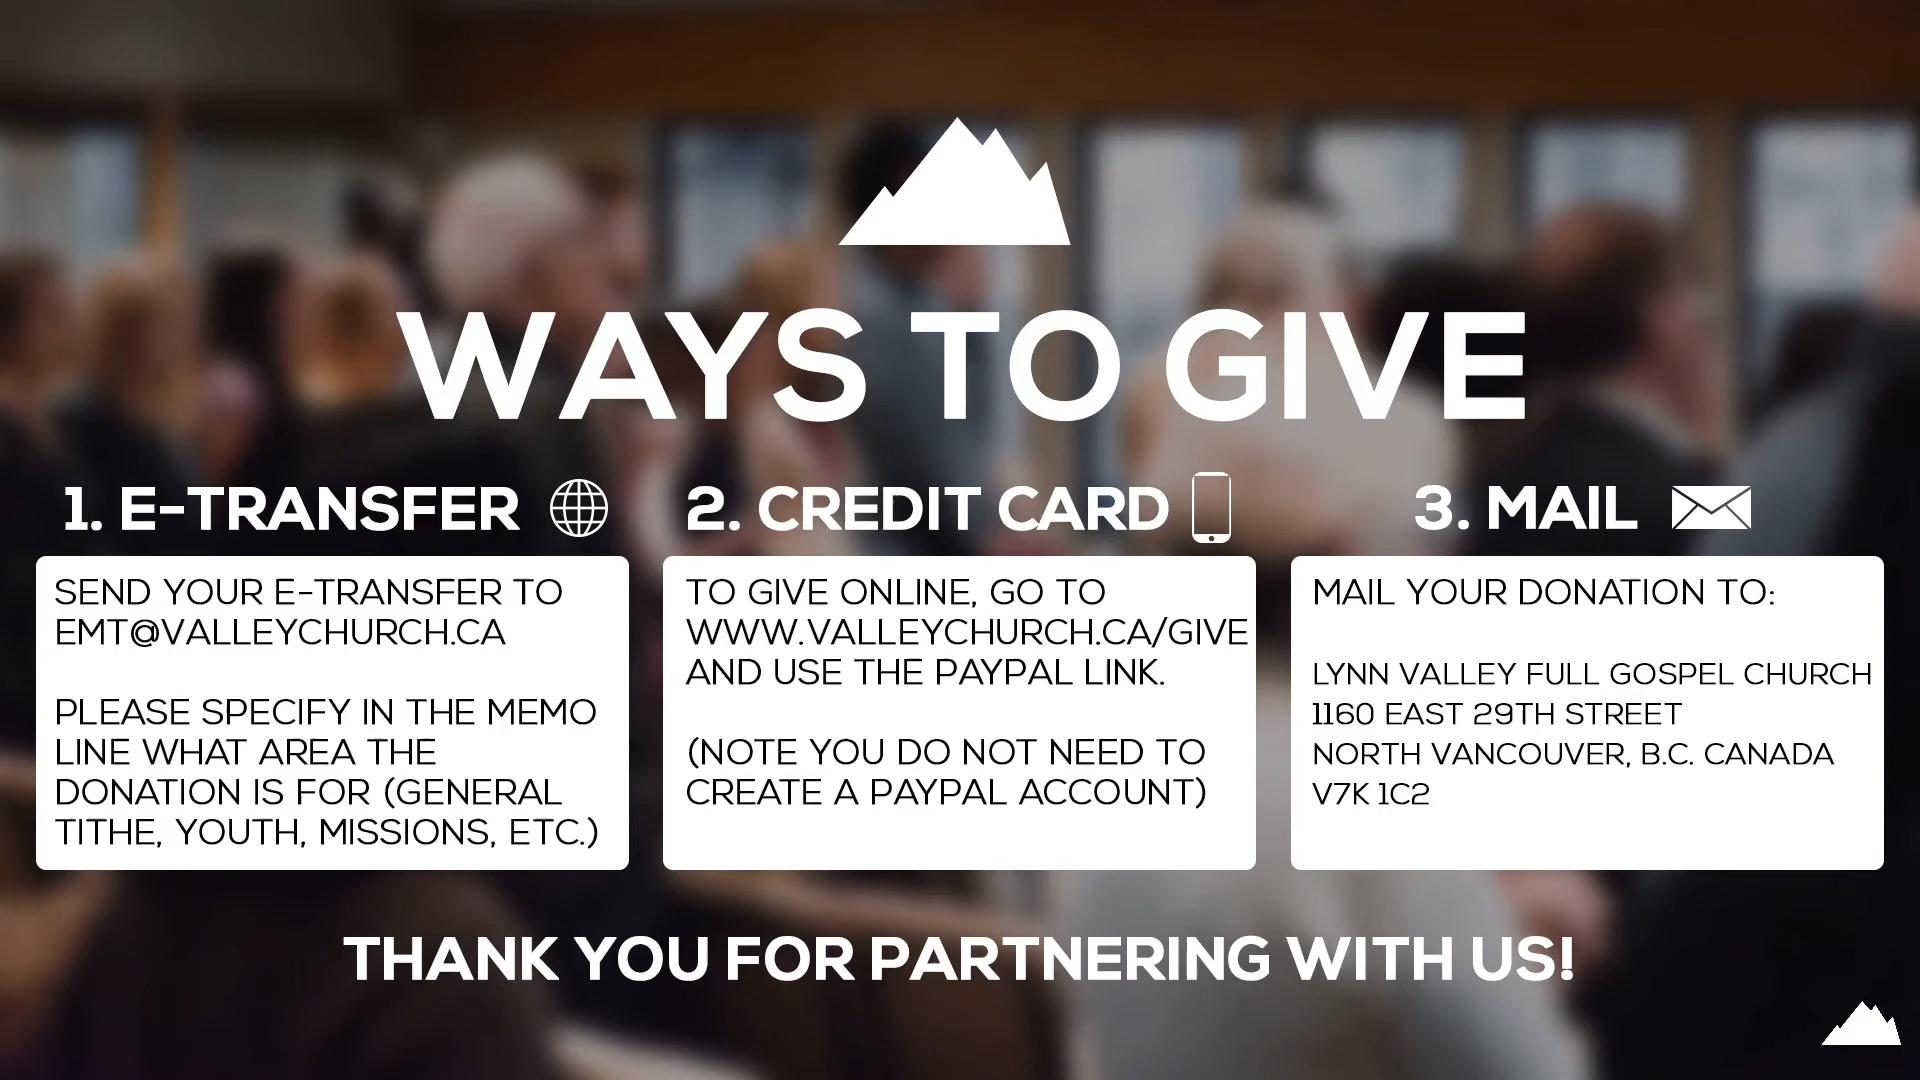 WAYS TO GIVE
1. E-TRANSFER
SEND YOUR E-TRANSFER TO
EMT@VALLEYCHURCH.CA
PLEASE SPECIFY IN THE MEMO
LINE WHAT AREA THE
DONATION IS FOR (GENERAL
TITHE, YOUTH, MISSIONS, ETC.)
2. CREDIT CARD
TO GIVE ONLINE, GO TO
WWW.VALLEYCHURCH.CA/GIVE
AND USE THE PAYPAL LINK.
(NOTE YOU DO NOT NEED TO
CREATE A PAYPAL ACCOUNT)
3. MAIL
MAIL YOUR DONATION TO:
LYNN VALLEY FULL GOSPEL CHURCH
1160 EAST 29TH STREET
NORTH VANCOUVER, B.C. CANADA
V7K 1C2
THANK YOU FOR PARTNERING WITH US!